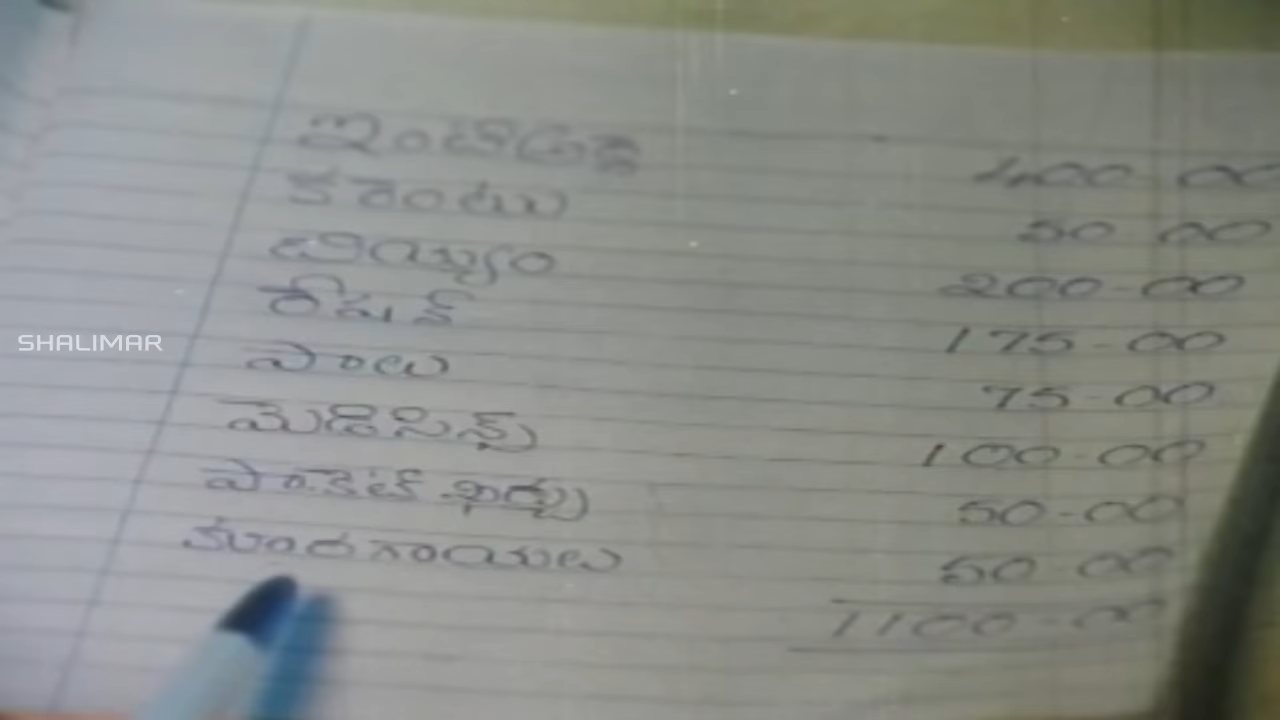 ఇంటిఅద్దె 400-00
కరెంటు 50-00
బియ్యం 200-00
రేషన్ 175-00
పాలు 75-00
SHALIMAR
మెడిసిన్స్ 100-00
పాకెట్ ఖర్చు 50-00
కూరగాయలు 50-00
1100-00